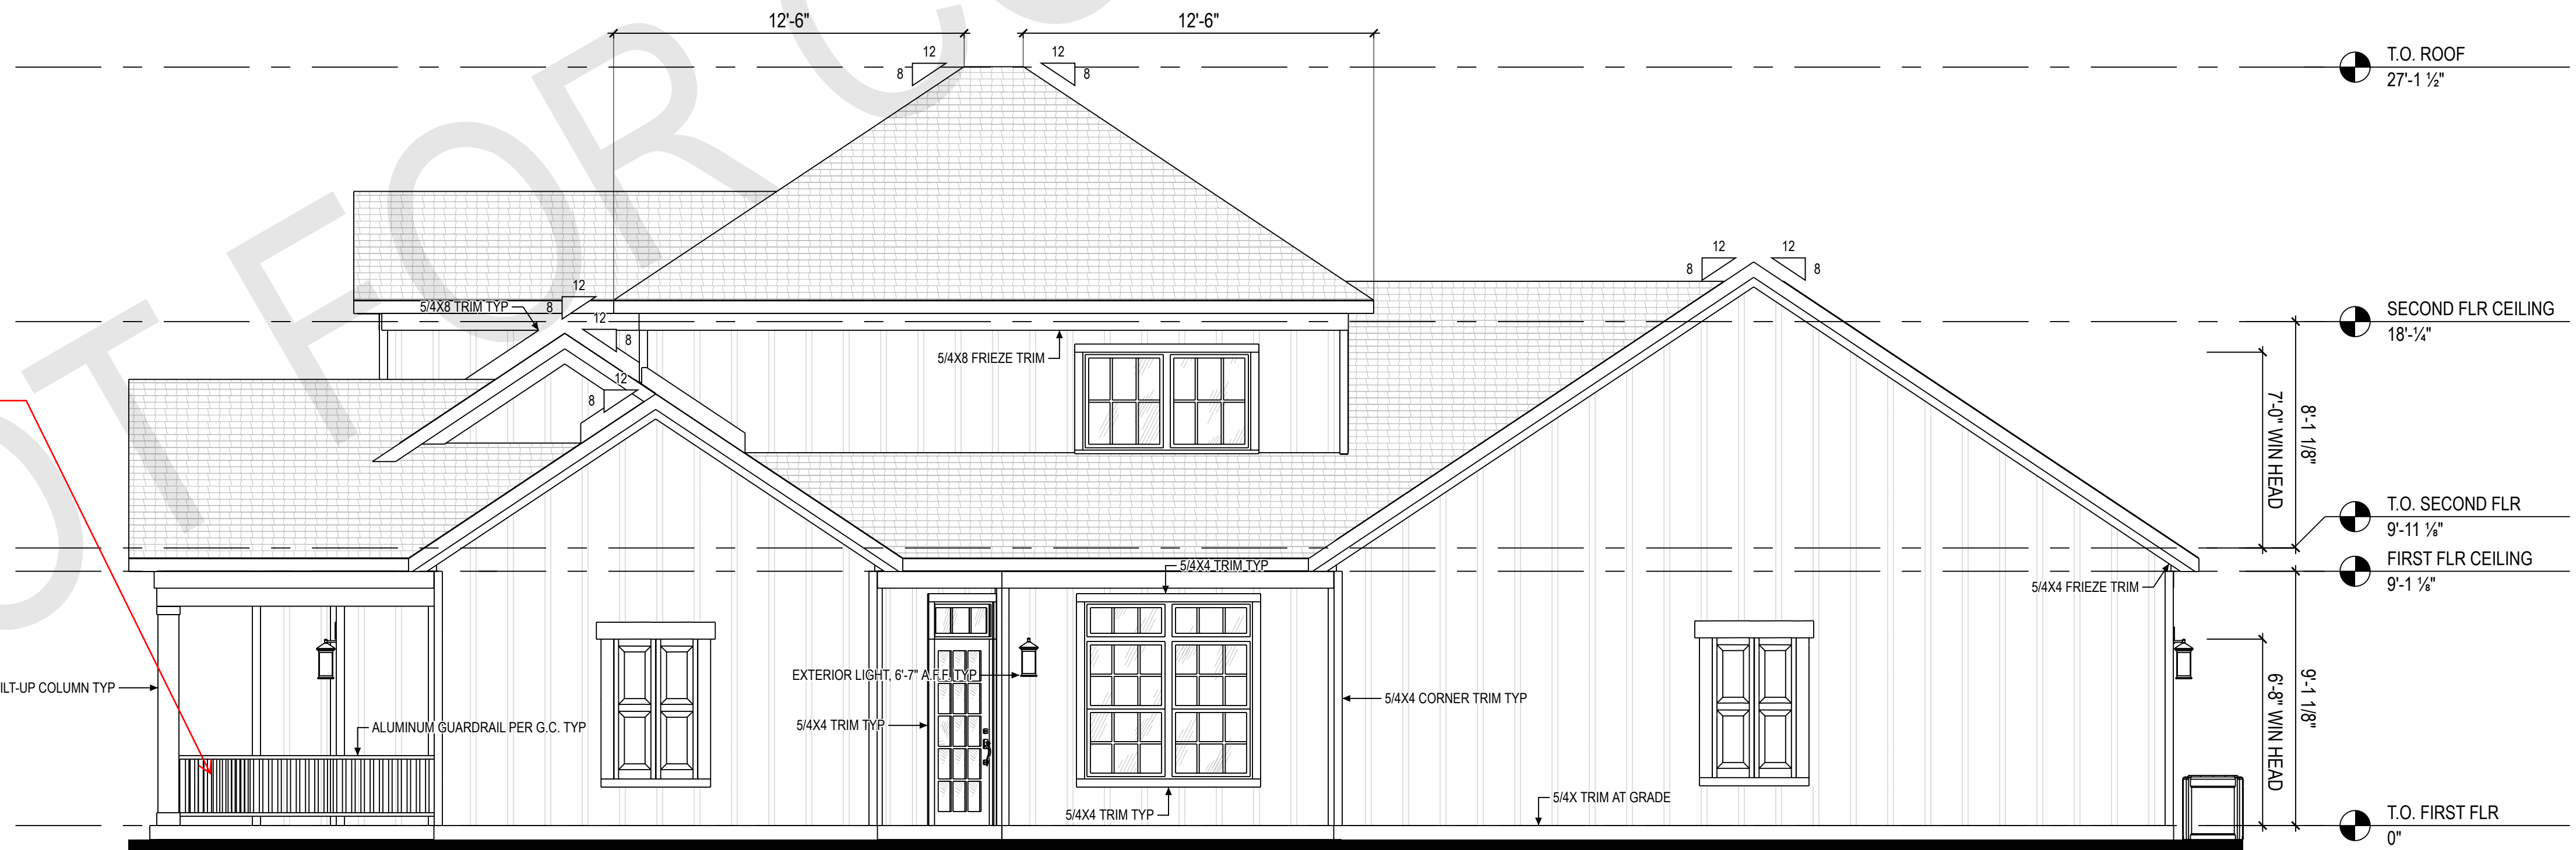 12'-6"
12'-6"
12
8
12
8
T.O. ROOF
27'-1 ½"
12
8
12
8
12
8
5/4X8 TRIM TYP
12
8
SECOND FLR CEILING
18'-¼"
5/4X8 FRIEZE TRIM
12
8
7'-0" WIN HEAD
8'-1 1/8"
T.O. SECOND FLR
9'-11 ⅛"
FIRST FLR CEILING
9'-1 ⅛"
5/4X4 TRIM TYP
5/4X4 FRIEZE TRIM
EXTERIOR LIGHT, 6'-7" A.F.F. TYP
ILT-UP COLUMN TYP
5/4X4 CORNER TRIM TYP
6'-8" WIN HEAD
9'-1 1/8"
ALUMINUM GUARDRAIL PER G.C. TYP
5/4X4 TRIM TYP
5/4X TRIM AT GRADE
5/4X4 TRIM TYP
T.O. FIRST FLR
0"
OT FOR CO